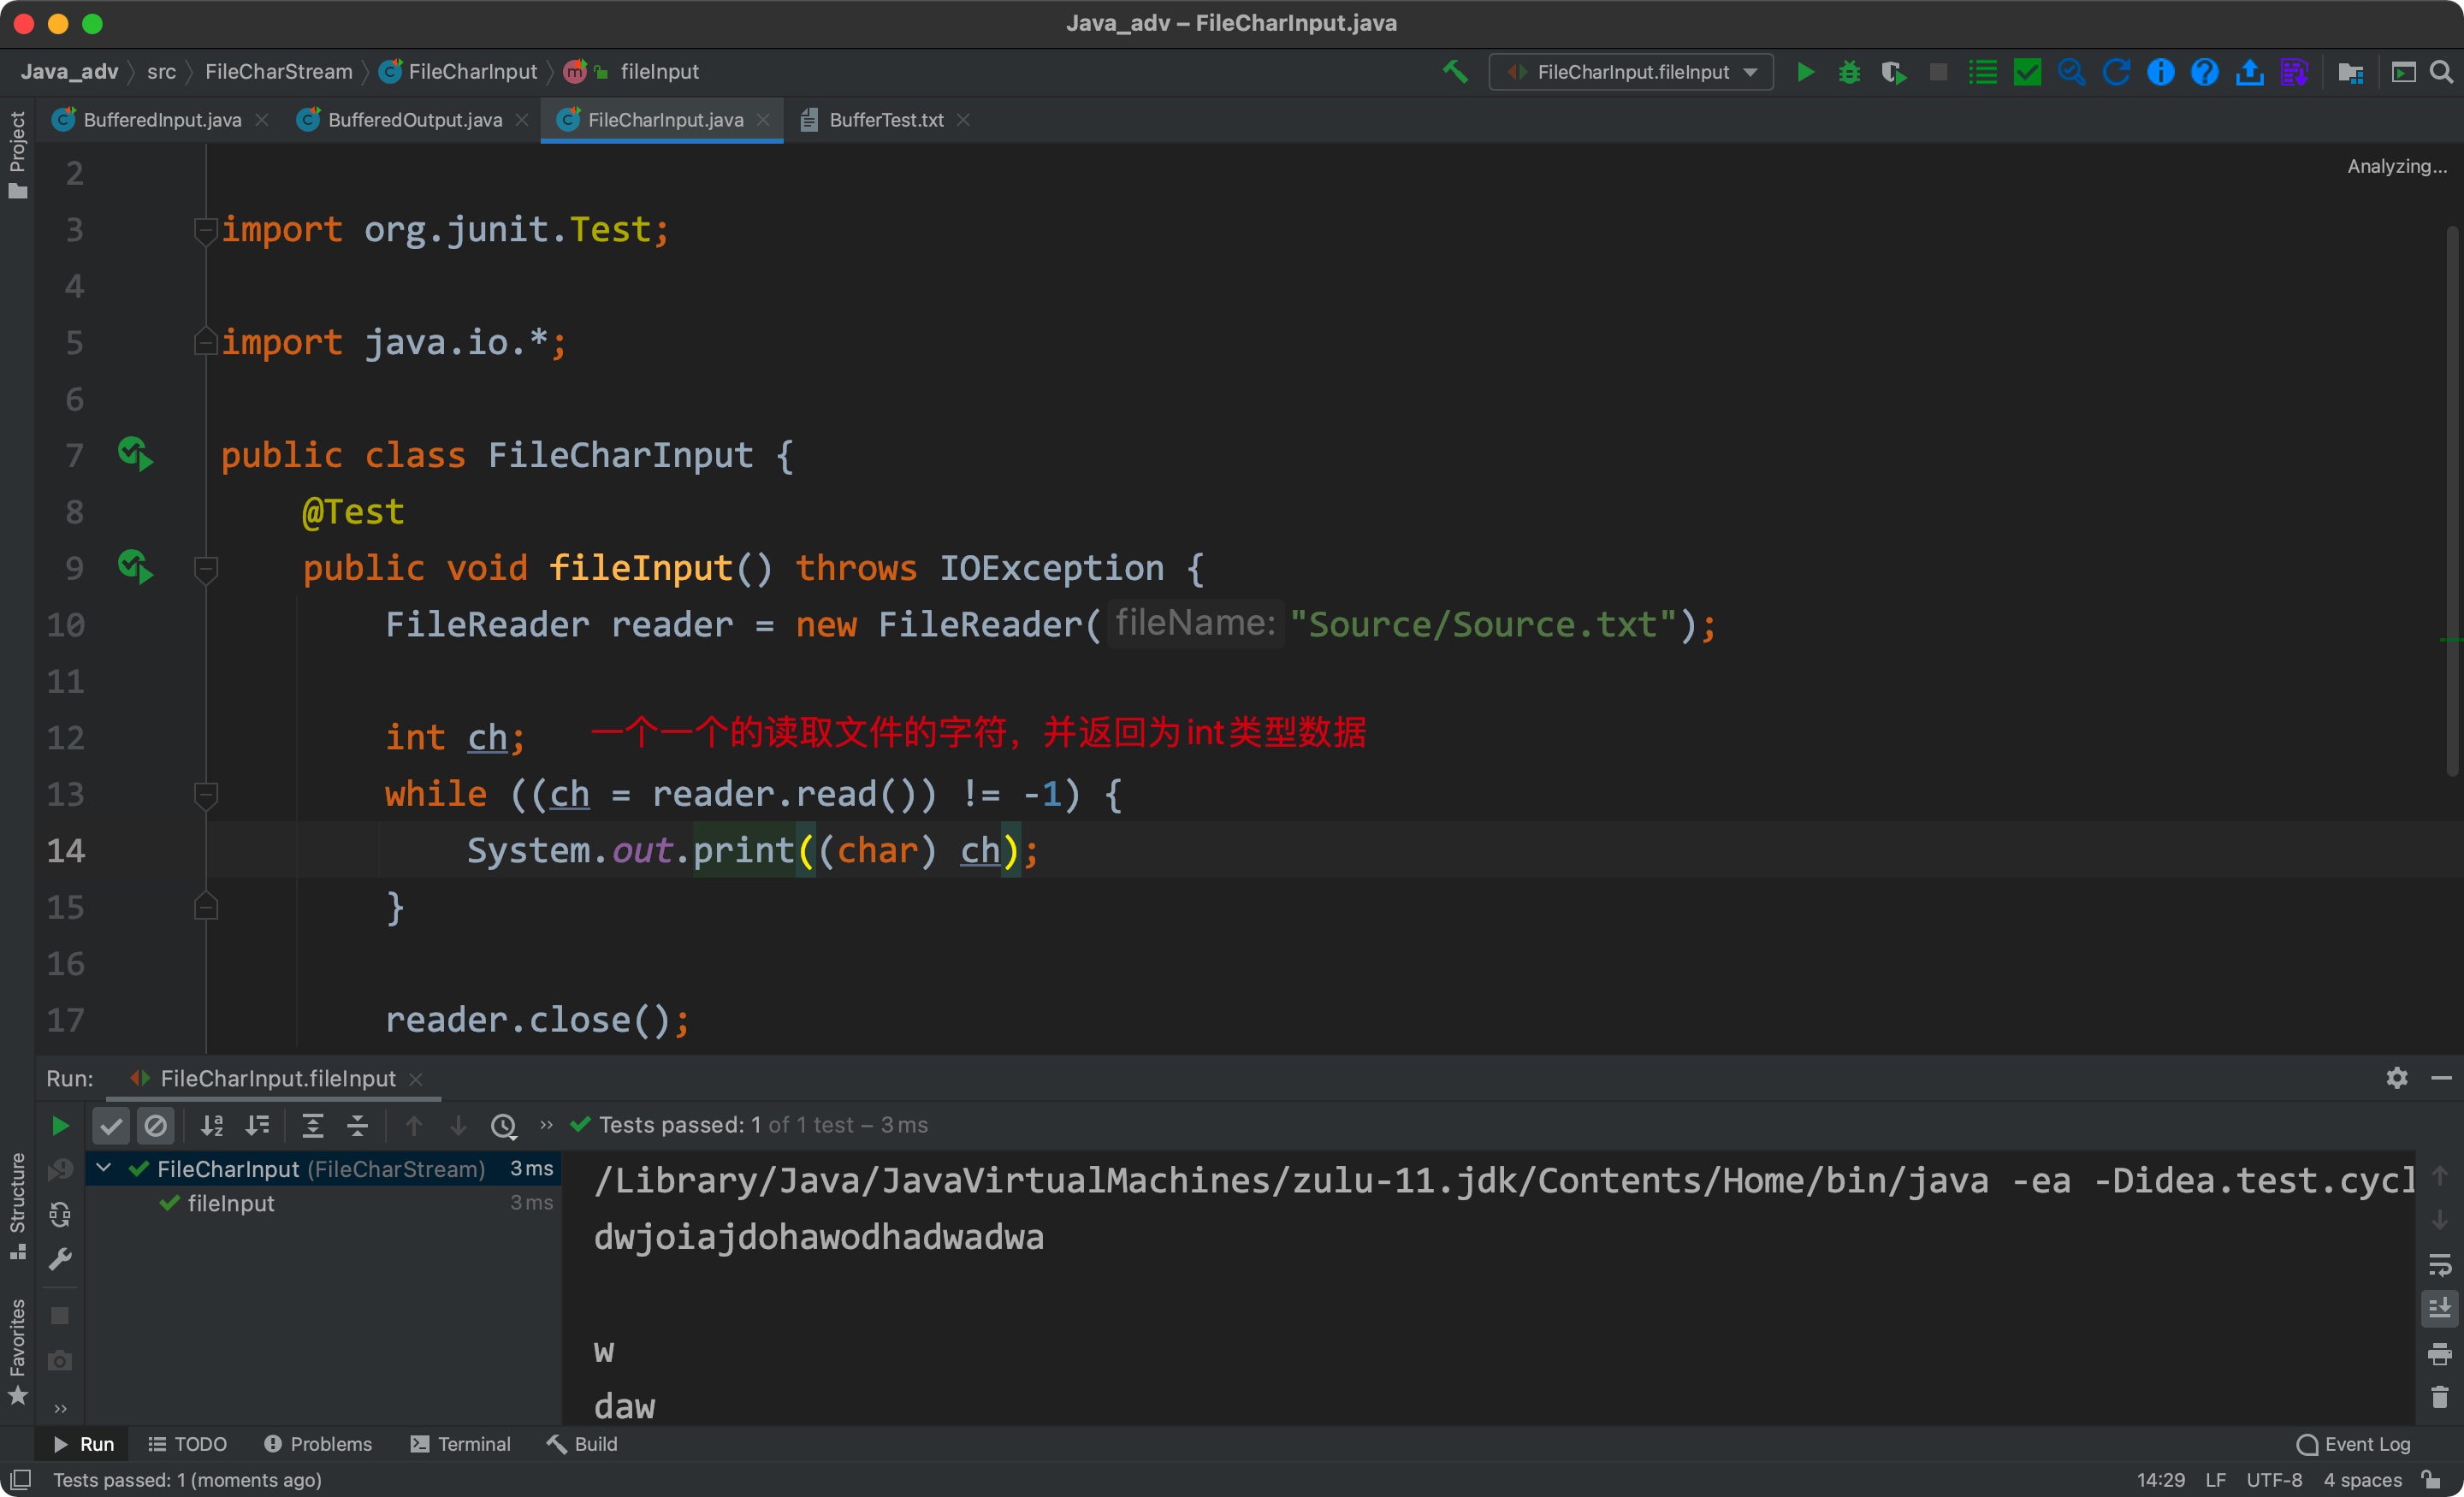 Java_adv – FileCharInput.java
Java_adv src FileCharStream FileCharInput fileInput FileCharInput.fileInput
BufferedInput.java BufferedOutput.java FileCharInput.java BufferTest.txt
Project
Analyzing...
2
3 import org.junit.Test;
4
5 import java.io.*;
6
7 public class FileCharInput {
8 @Test
9 public void fileInput() throws IOException {
10 FileReader reader = new FileReader( fileName: "Source/Source.txt");
11
12 int ch; 一个一个的读取文件的字符，并返回为int类型数据
13 while ((ch = reader.read()) != -1) {
14 System.out.print((char) ch);
15 }
16
17 reader.close();
Run: FileCharInput.fileInput
Tests passed: 1 of 1 test – 3 ms
FileCharInput (FileCharStream) 3 ms
fileInput 3 ms
/Library/Java/JavaVirtualMachines/zulu-11.jdk/Contents/Home/bin/java -ea -Didea.test.cycl
dwjoiajdohawodhadwadwa
w
daw
Structure
Favorites
Run TODO Problems Terminal Build Event Log
Tests passed: 1 (moments ago) 14:29 LF UTF-8 4 spaces